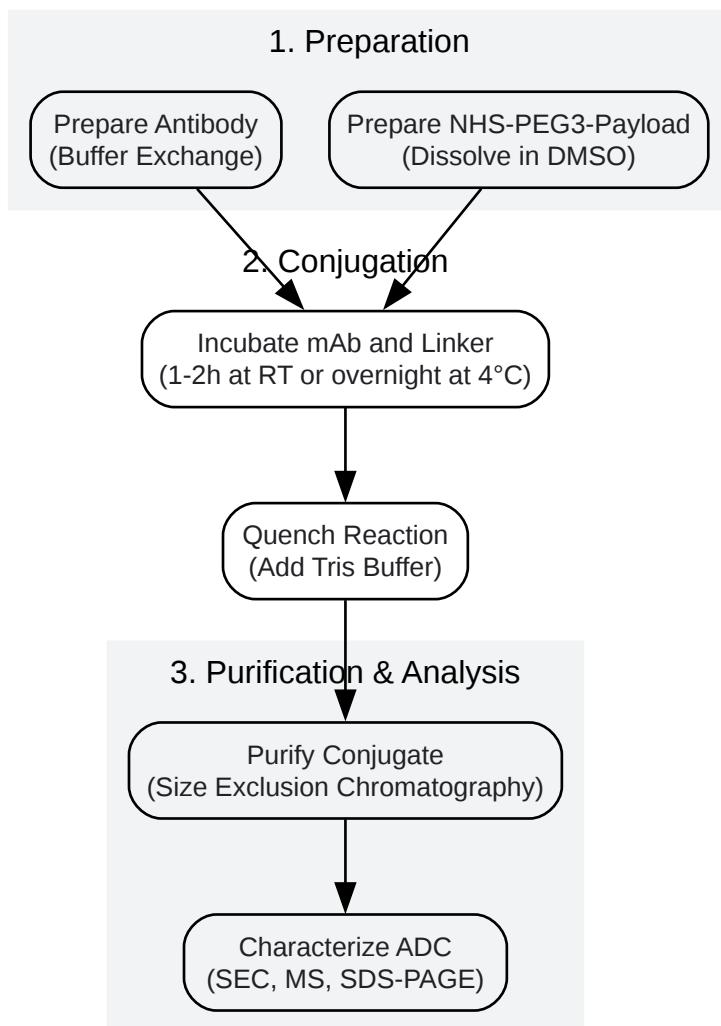 1. Preparation
Prepare Antibody
(Buffer Exchange)
Prepare NHS-PEG3-Payload
(Dissolve in DMSO)
2. Conjugation
Incubate mAb and Linker
(1-2h at RT or overnight at 4°C)
Quench Reaction
(Add Tris Buffer)
3. Purification & Analysis
Purify Conjugate
(Size Exclusion Chromatography)
Characterize ADC
(SEC, MS, SDS-PAGE)